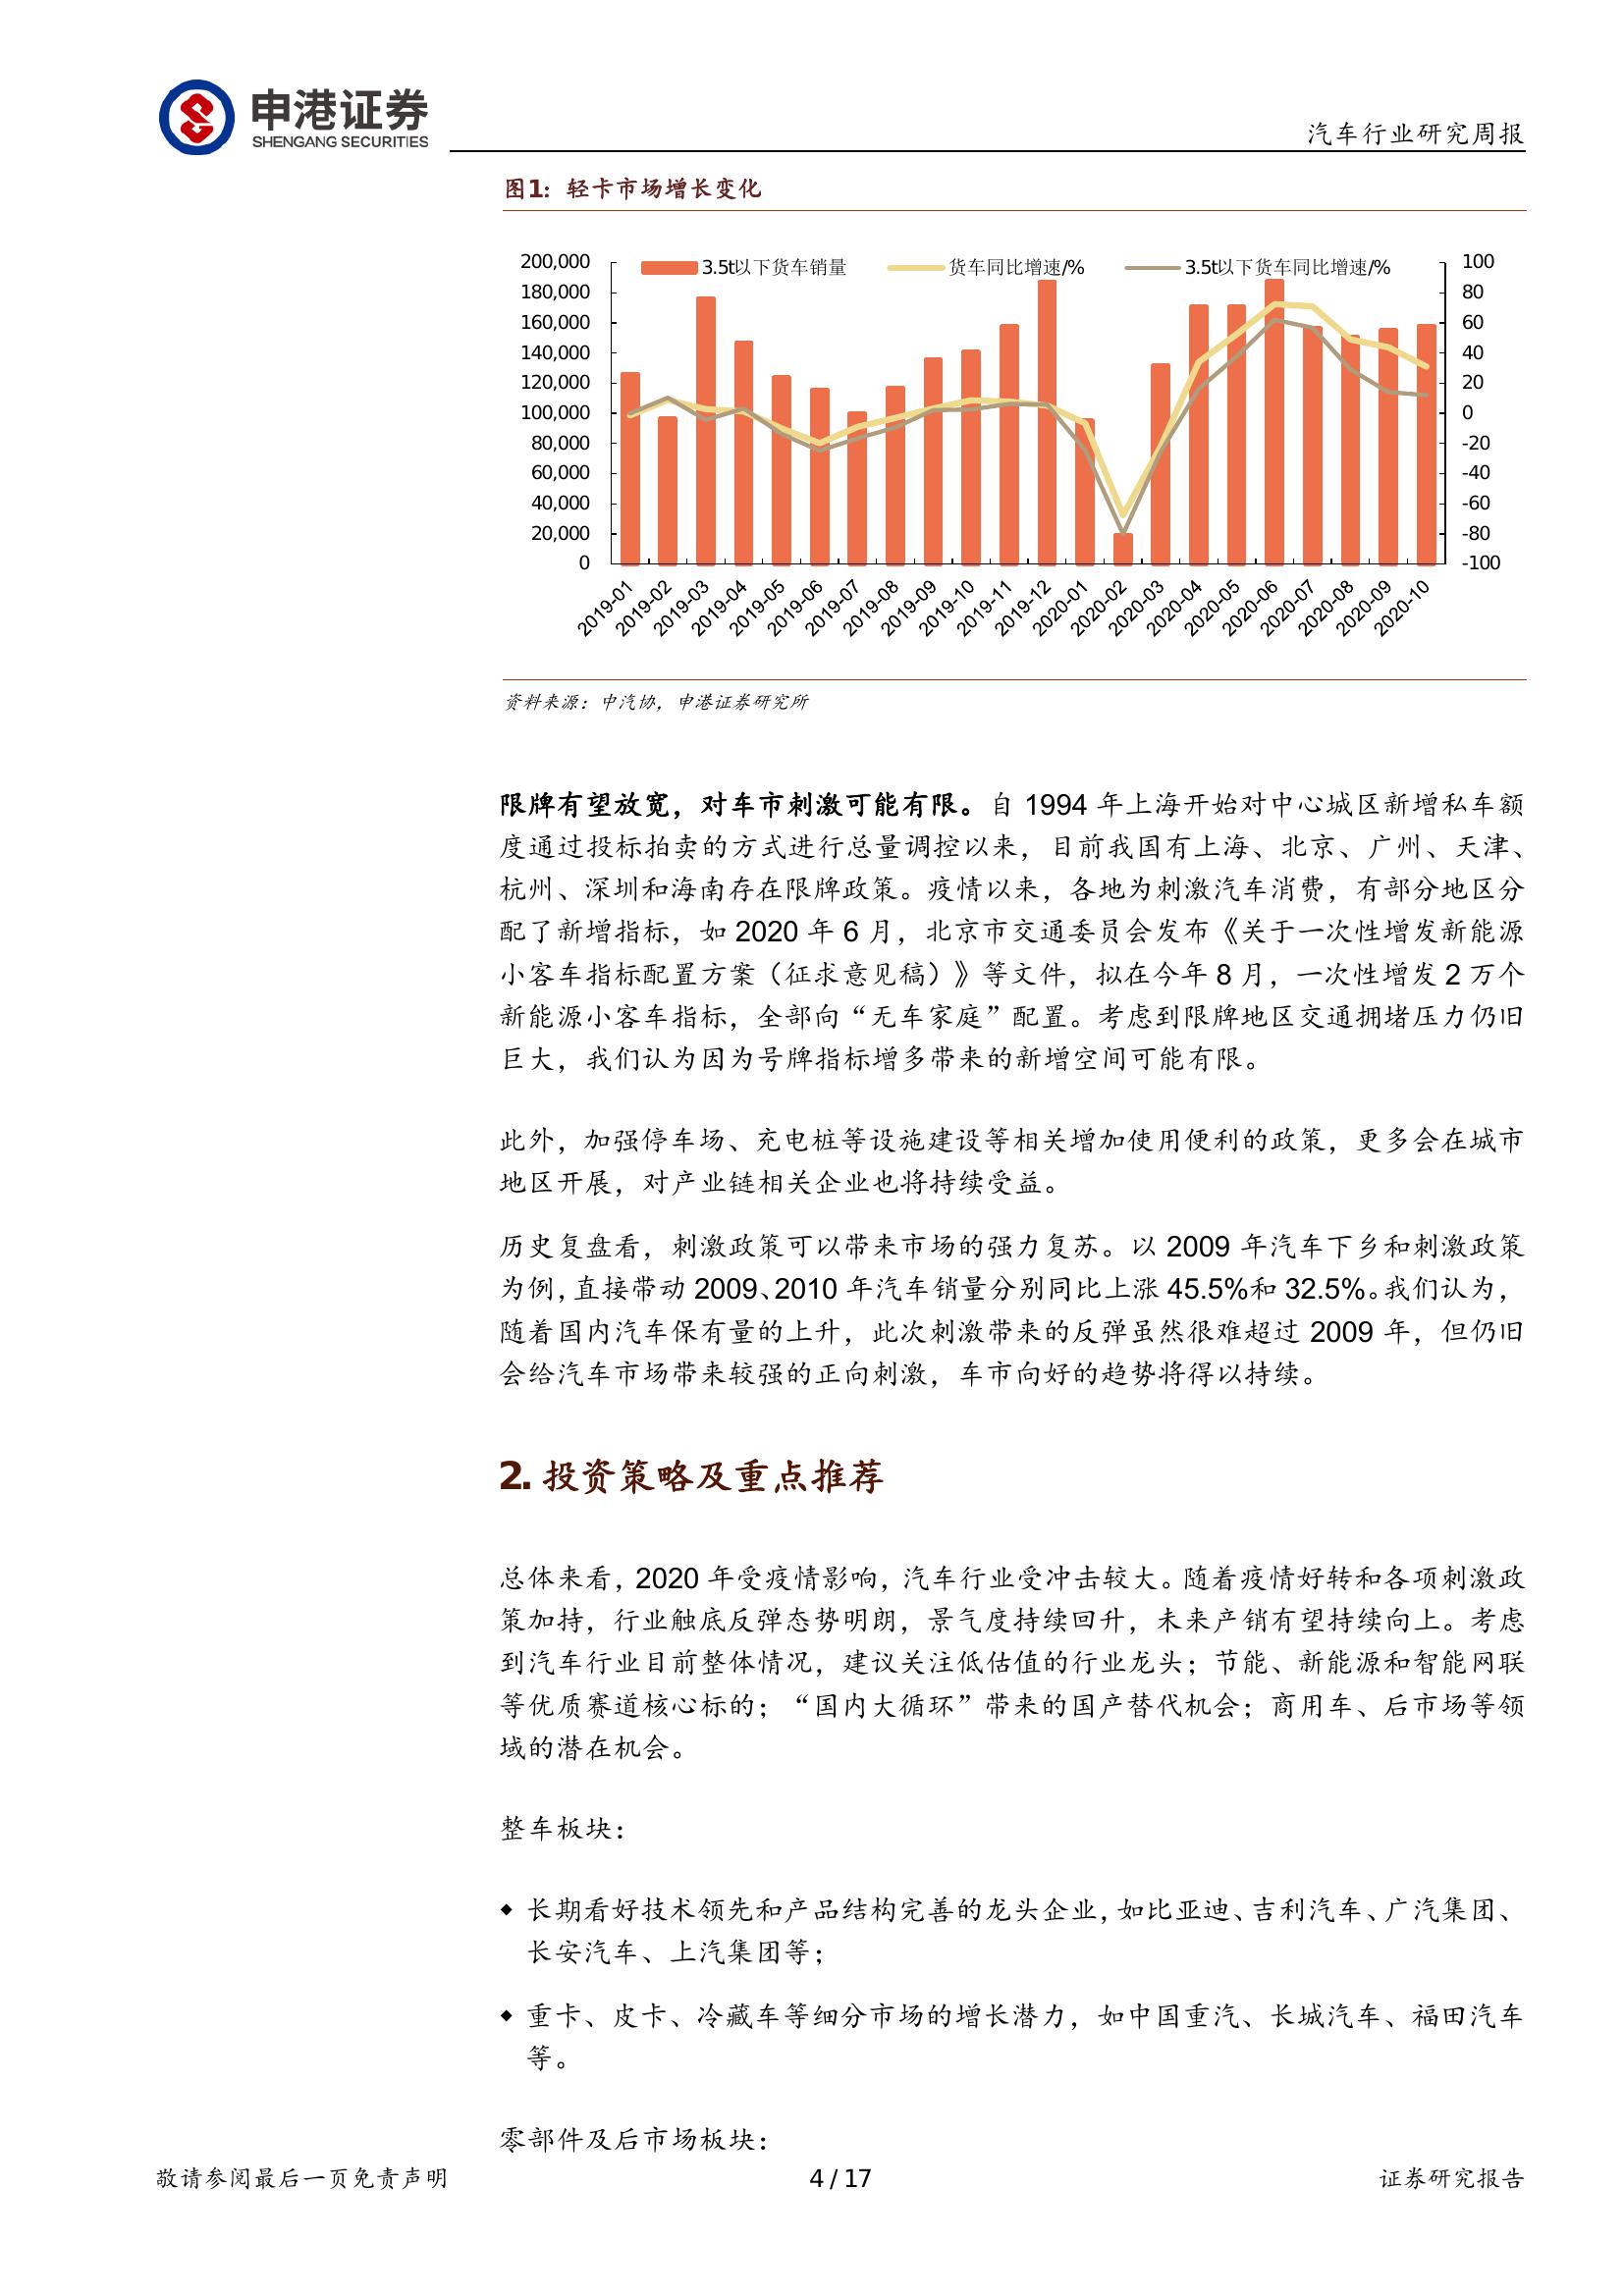 申港证券
SHENGANG SECURITIES
汽车行业研究周报
图1：轻卡市场增长变化
3.5t以下货车销量 货车同比增速/% 3.5t以下货车同比增速/%
200,000 100
180,000 80
160,000 60
140,000 40
120,000 20
100,000 0
80,000 -20
60,000 -40
40,000 -60
20,000 -80
0 -100
2019-01 2019-02 2019-03 2019-04 2019-05 2019-06 2019-07 2019-08 2019-09 2019-10 2019-11 2019-12 2020-01 2020-02 2020-03 2020-04 2020-05 2020-06 2020-07 2020-08 2020-09 2020-10
资料来源：中汽协，申港证券研究所
限牌有望放宽，对车市刺激可能有限。自 1994 年上海开始对中心城区新增私车额
度通过投标拍卖的方式进行总量调控以来，目前我国有上海、北京、广州、天津、
杭州、深圳和海南存在限牌政策。疫情以来，各地为刺激汽车消费，有部分地区分
配了新增指标，如 2020 年 6 月，北京市交通委员会发布《关于一次性增发新能源
小客车指标配置方案（征求意见稿）》等文件，拟在今年 8 月，一次性增发 2 万个
新能源小客车指标，全部向“无车家庭”配置。考虑到限牌地区交通拥堵压力仍旧
巨大，我们认为因为号牌指标增多带来的新增空间可能有限。
此外，加强停车场、充电桩等设施建设等相关增加使用便利的政策，更多会在城市
地区开展，对产业链相关企业也将持续受益。
历史复盘看，刺激政策可以带来市场的强力复苏。以 2009 年汽车下乡和刺激政策
为例，直接带动 2009、2010 年汽车销量分别同比上涨 45.5%和 32.5%。我们认为，
随着国内汽车保有量的上升，此次刺激带来的反弹虽然很难超过 2009 年，但仍旧
会给汽车市场带来较强的正向刺激，车市向好的趋势将得以持续。
2. 投资策略及重点推荐
总体来看，2020 年受疫情影响，汽车行业受冲击较大。随着疫情好转和各项刺激政
策加持，行业触底反弹态势明朗，景气度持续回升，未来产销有望持续向上。考虑
到汽车行业目前整体情况，建议关注低估值的行业龙头；节能、新能源和智能网联
等优质赛道核心标的；“国内大循环”带来的国产替代机会；商用车、后市场等领
域的潜在机会。
整车板块：
◆ 长期看好技术领先和产品结构完善的龙头企业，如比亚迪、吉利汽车、广汽集团、
长安汽车、上汽集团等；
◆ 重卡、皮卡、冷藏车等细分市场的增长潜力，如中国重汽、长城汽车、福田汽车
等。
零部件及后市场板块：
敬请参阅最后一页免责声明 4 / 17 证券研究报告